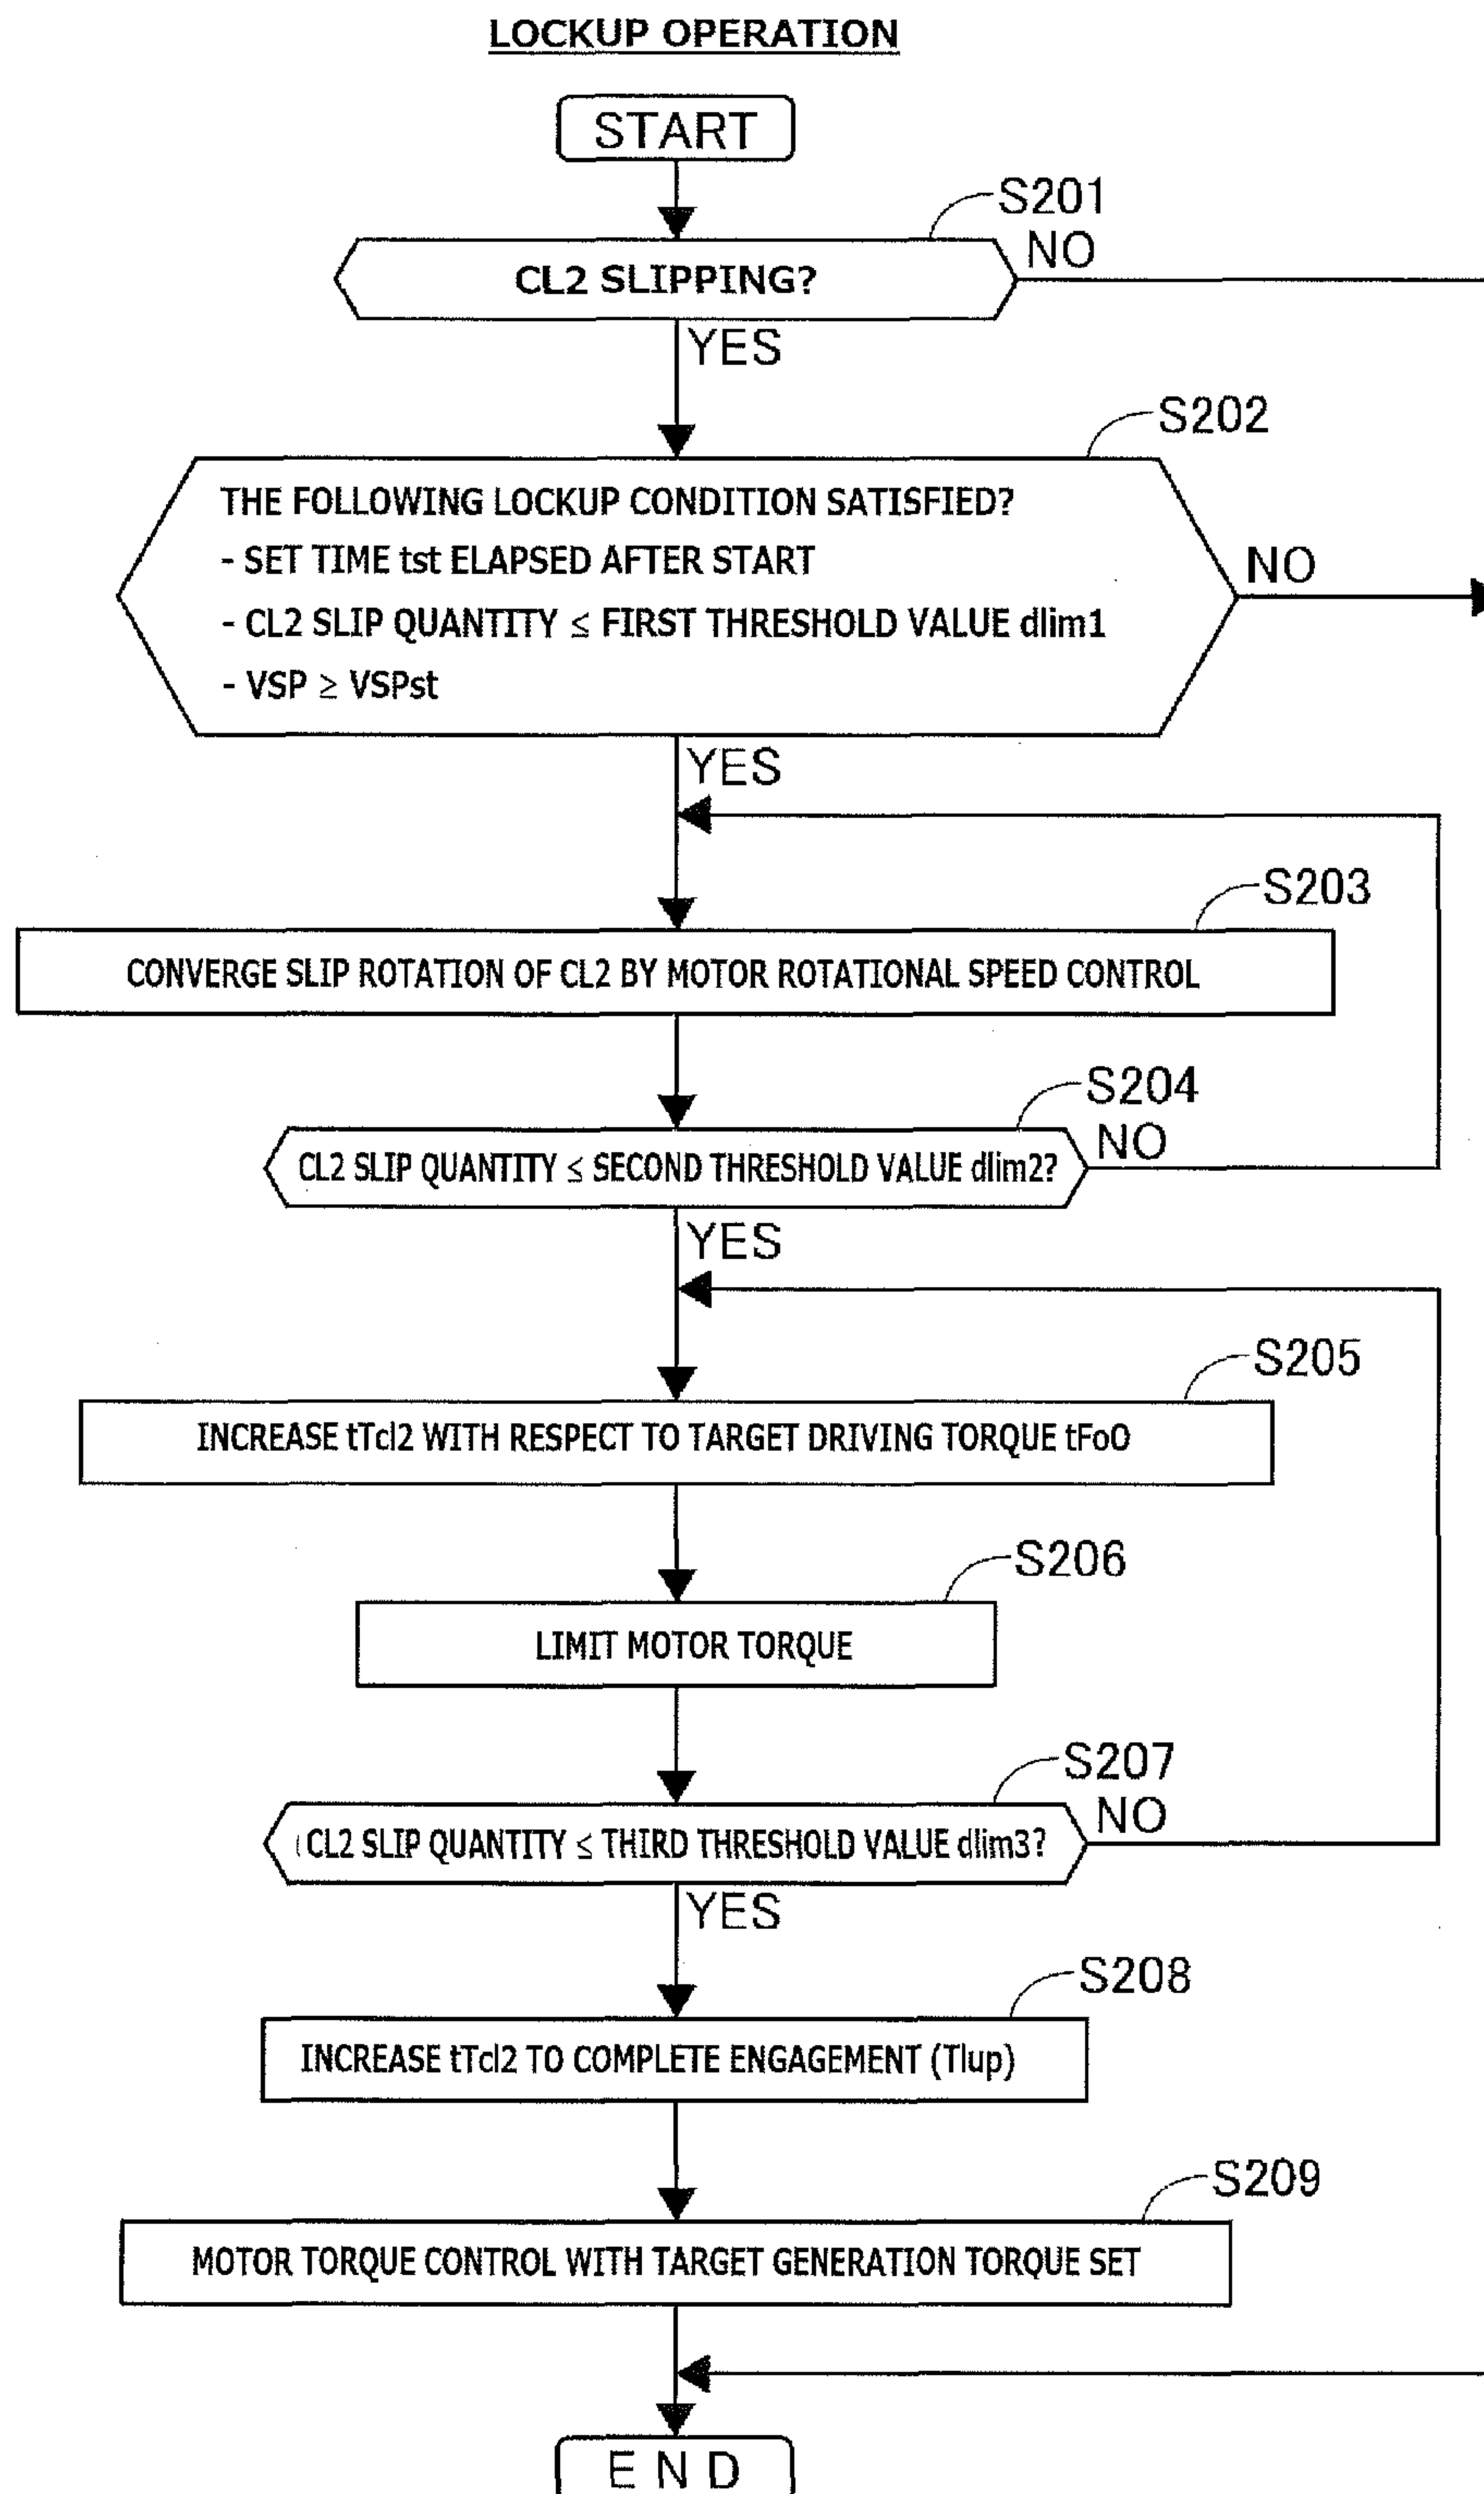 LOCKUP OPERATION
START
S201
CL2 SLIPPING?
NO
YES
S202
THE FOLLOWING LOCKUP CONDITION SATISFIED?
- SET TIME tst ELAPSED AFTER START
- CL2 SLIP QUANTITY ≤ FIRST THRESHOLD VALUE dlim1
- VSP ≥ VSPst
NO
YES
S203
CONVERGE SLIP ROTATION OF CL2 BY MOTOR ROTATIONAL SPEED CONTROL
S204
CL2 SLIP QUANTITY ≤ SECOND THRESHOLD VALUE dlim2?
NO
YES
S205
INCREASE tTcl2 WITH RESPECT TO TARGET DRIVING TORQUE tFoO
S206
LIMIT MOTOR TORQUE
S207
CL2 SLIP QUANTITY ≤ THIRD THRESHOLD VALUE dlim3?
NO
YES
S208
INCREASE tTcl2 TO COMPLETE ENGAGEMENT (Tlup)
S209
MOTOR TORQUE CONTROL WITH TARGET GENERATION TORQUE SET
END